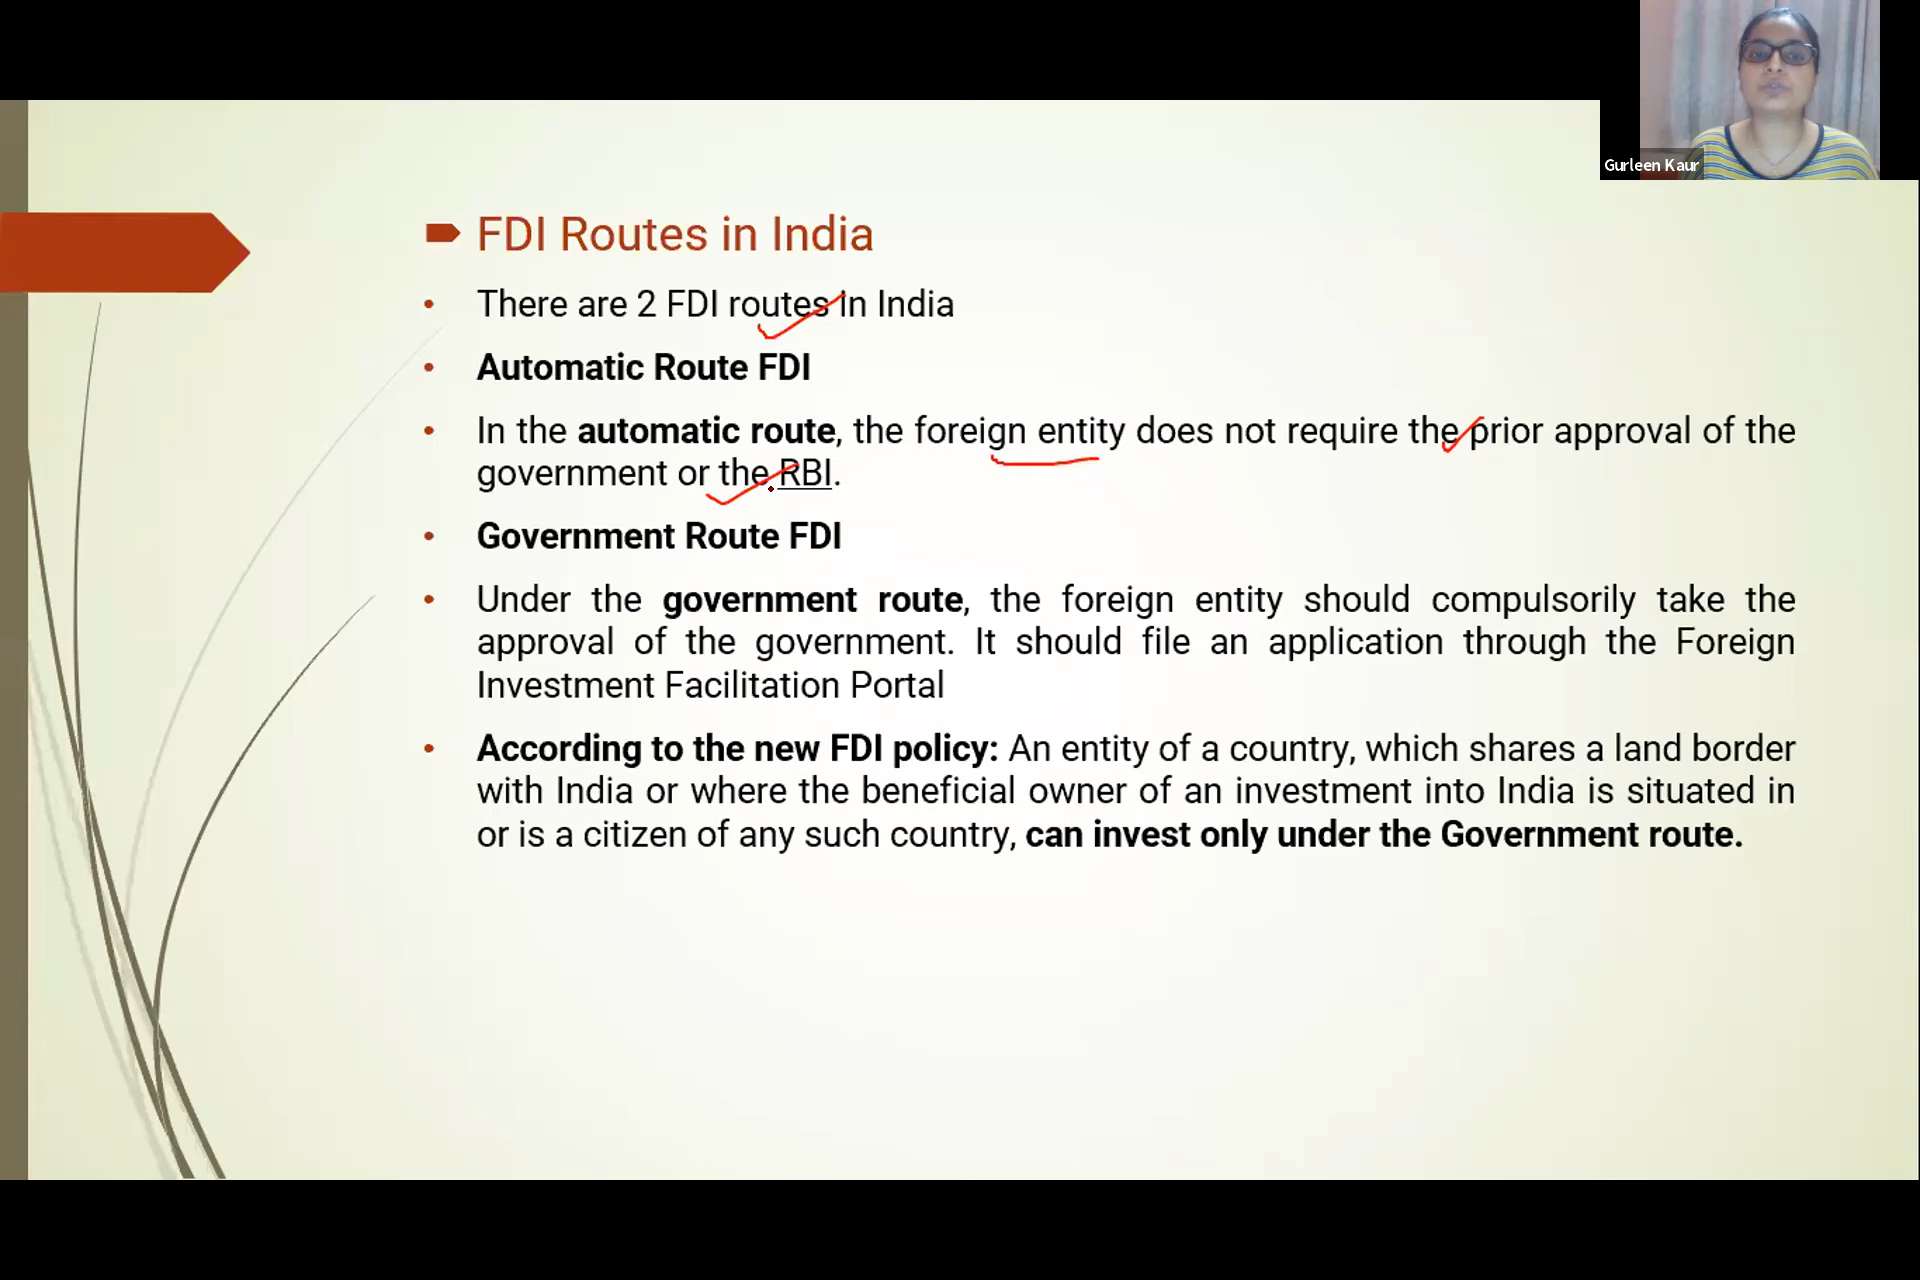 Gurleen Kaur
FDI Routes in India
• There are 2 FDI routes in India
• Automatic Route FDI
• In the automatic route, the foreign entity does not require the prior approval of the
government or the RBI.
• Government Route FDI
• Under the government route, the foreign entity should compulsorily take the
approval of the government. It should file an application through the Foreign
Investment Facilitation Portal
• According to the new FDI policy: An entity of a country, which shares a land border
with India or where the beneficial owner of an investment into India is situated in
or is a citizen of any such country, can invest only under the Government route.